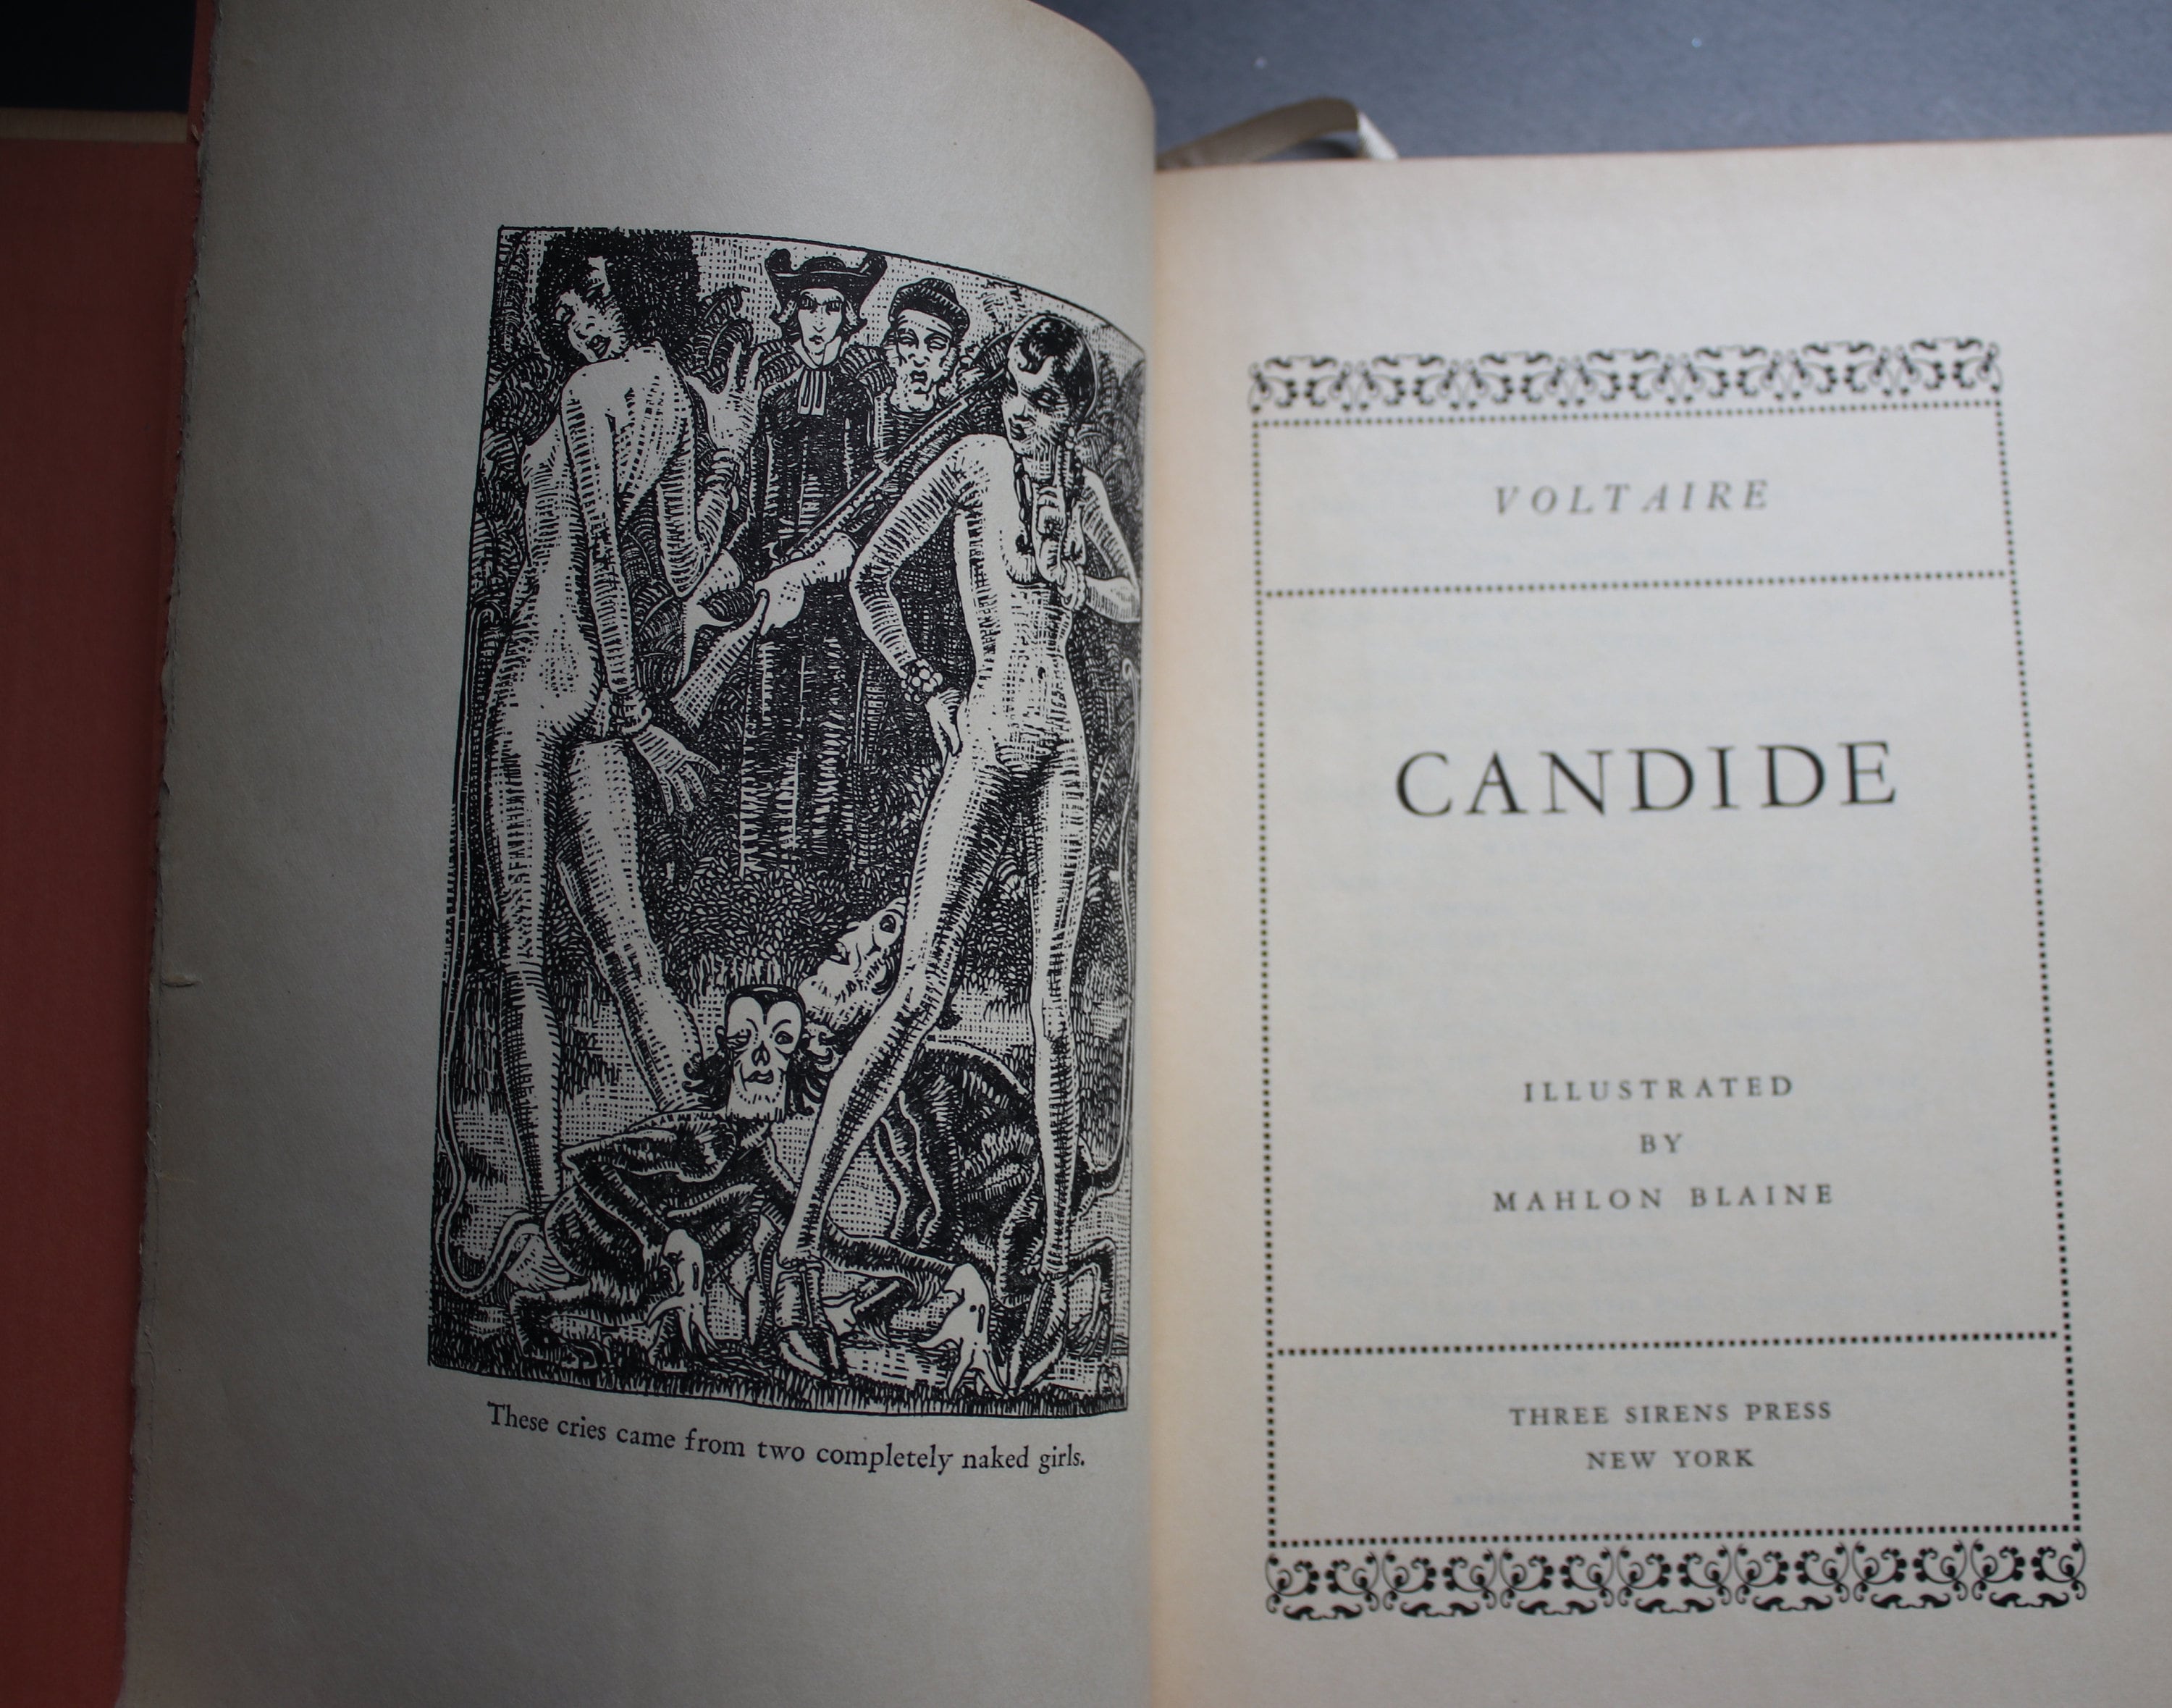 These cries came from two completely naked girls.
VOLTAIRE
CANDIDE
ILLUSTRATED
BY
MAHLON BLAINE
THREE SIRENS PRESS
NEW YORK